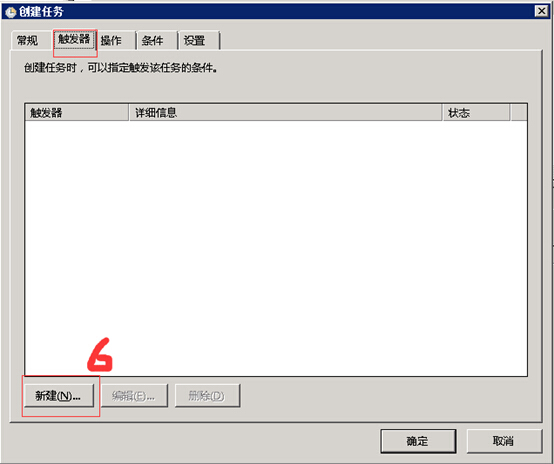 创建任务
常规 触发器 操作 条件 设置
创建任务时，可以指定触发该任务的条件。
触发器 详细信息 状态
6
新建(N)... 编辑(E)... 删除(D)
确定 取消